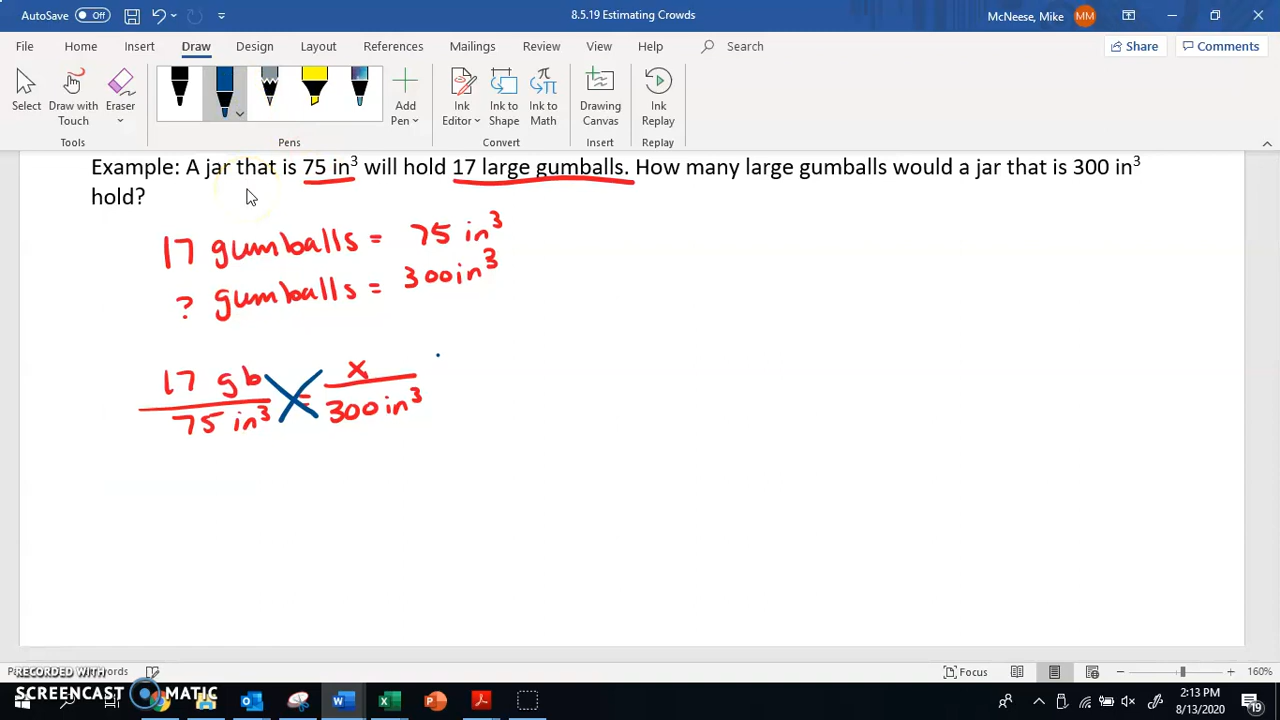 AutoSave Off 8.5.19 Estimating Crowds McNeese, Mike MM
File Home Insert Draw Design Layout References Mailings Review View Help Search Share Comments
Select Draw with Touch Eraser Add Pen Ink Editor Ink to Shape Ink to Math Drawing Canvas Ink Replay
Tools Pens Convert Insert Replay
Example: A jar that is 75 in³ will hold 17 large gumballs. How many large gumballs would a jar that is 300 in³
hold?
17 gumballs = 75 in³
? gumballs = 300 in³
17 gb = x
75 in³ 300 in³
Focus 160%
RECORDED WITH
SCREENCAST MATIC
2:13 PM
8/13/2020
19